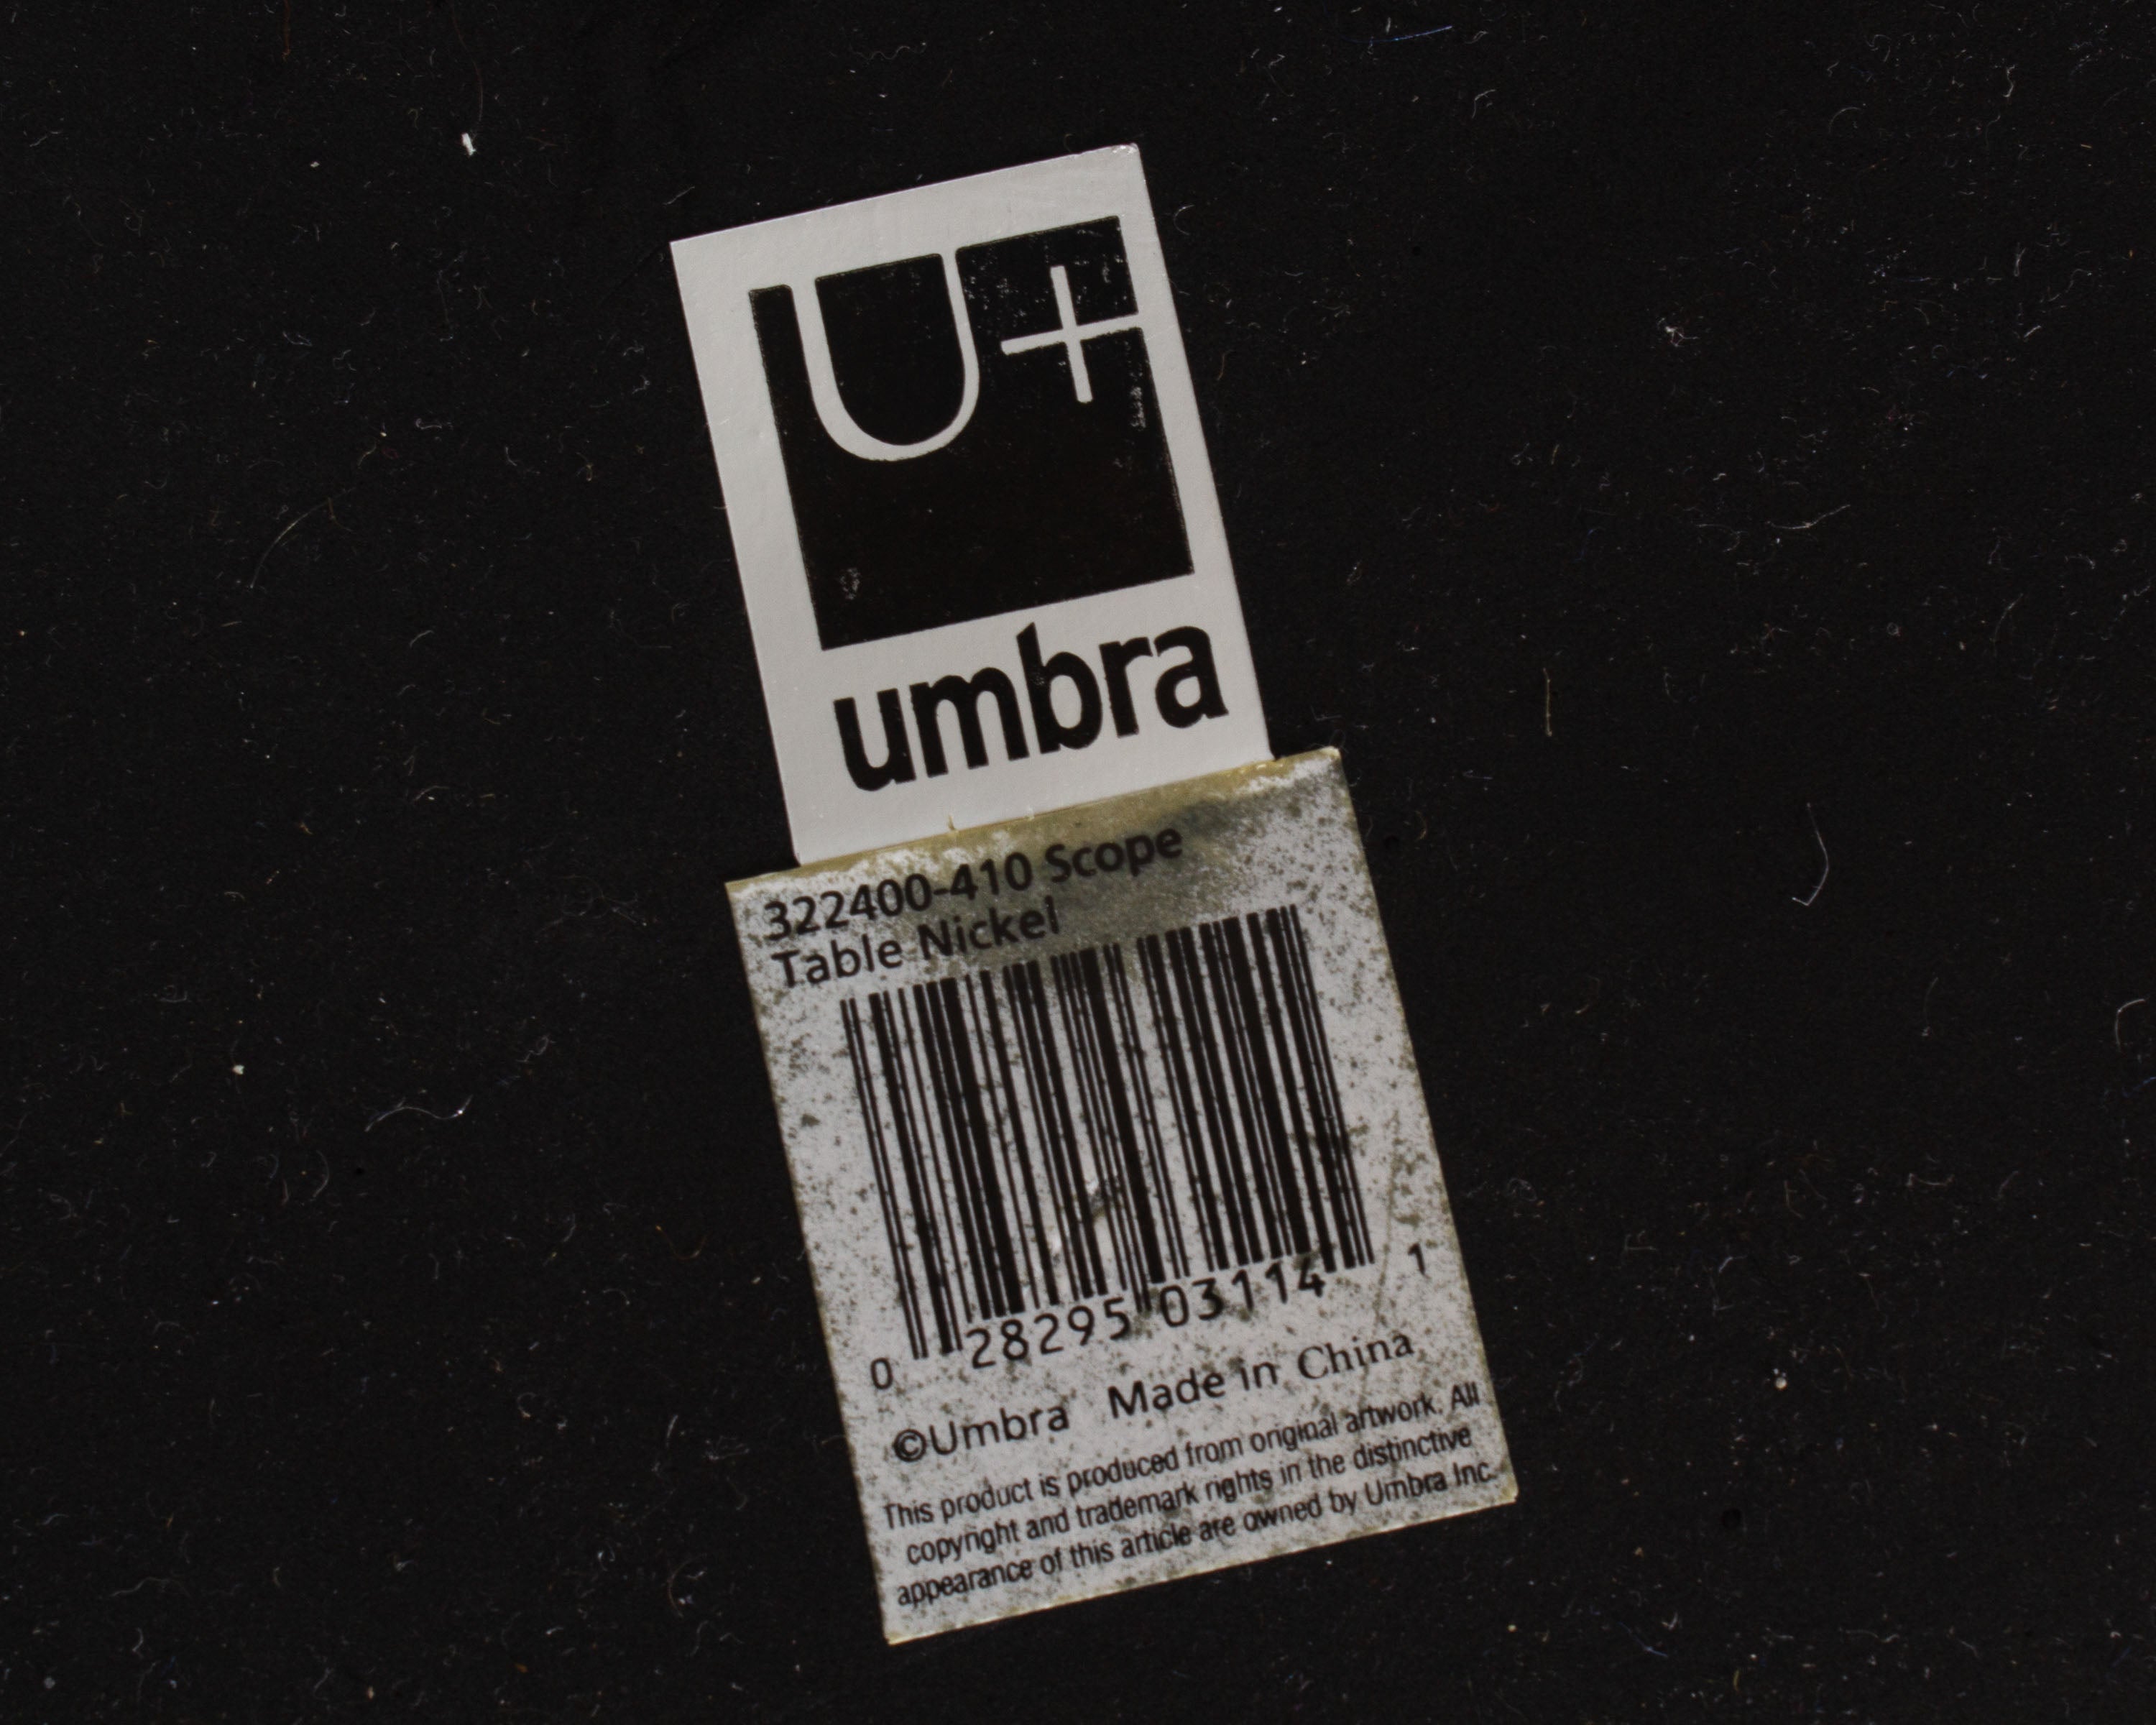 U+
umbra
322400-410 Scope
Table Nickel
0 28295 03114 1
©Umbra Made in China
This product is produced from original artwork. All
copyright and trademark rights in the distinctive
appearance of this article are owned by Umbra Inc.